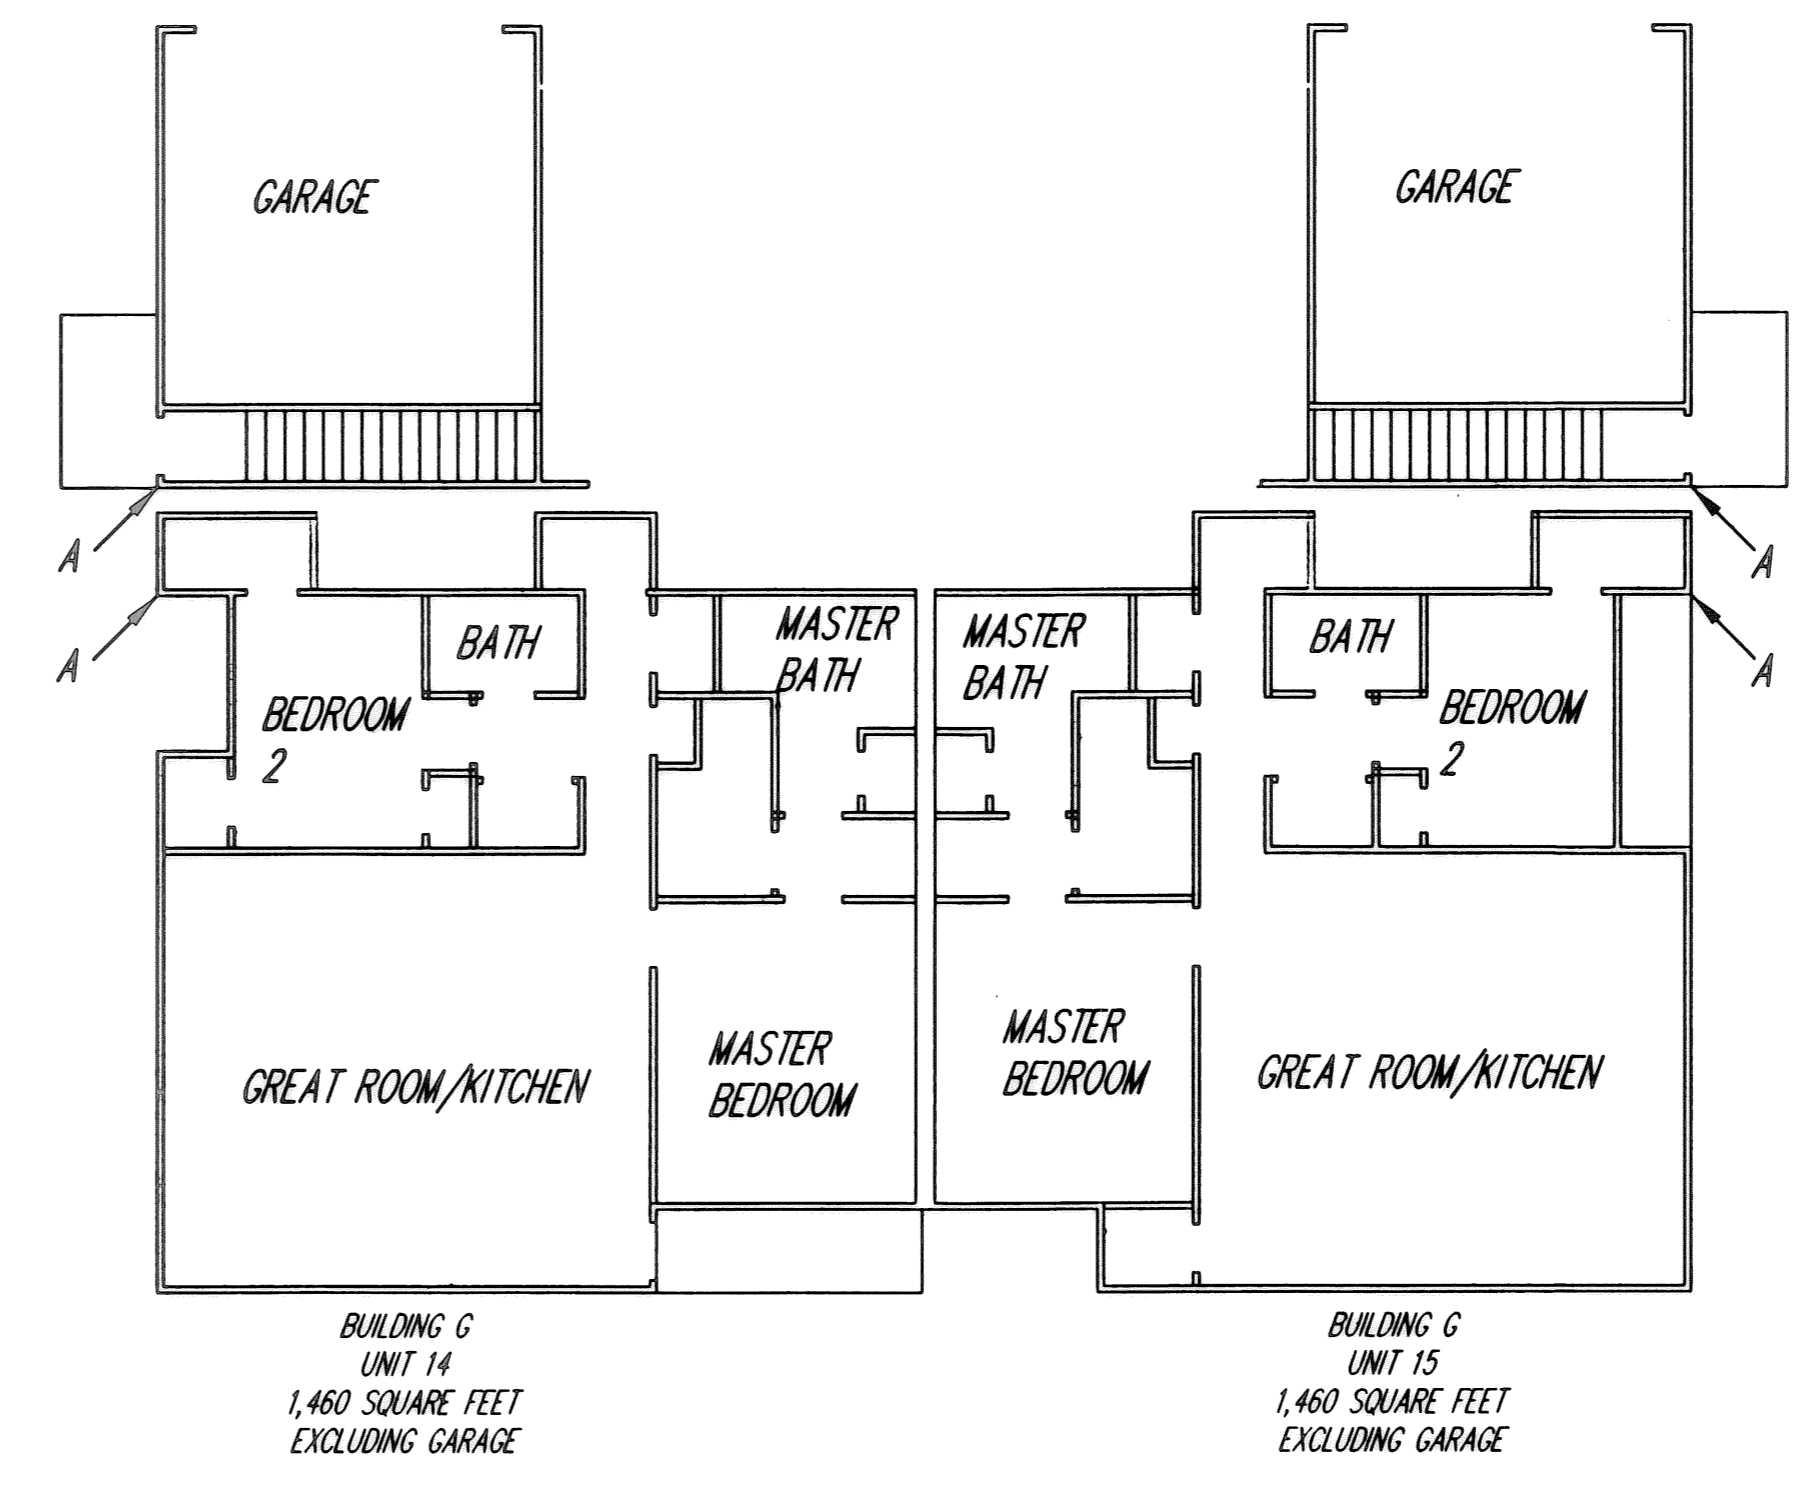 GARAGE
GARAGE
A
A
A
A
BATH
MASTER
BATH
MASTER
BATH
BATH
BEDROOM
2
BEDROOM
2
MASTER
BEDROOM
MASTER
BEDROOM
GREAT ROOM/KITCHEN
GREAT ROOM/KITCHEN
BUILDING G
UNIT 14
1,460 SQUARE FEET
EXCLUDING GARAGE
BUILDING G
UNIT 15
1,460 SQUARE FEET
EXCLUDING GARAGE